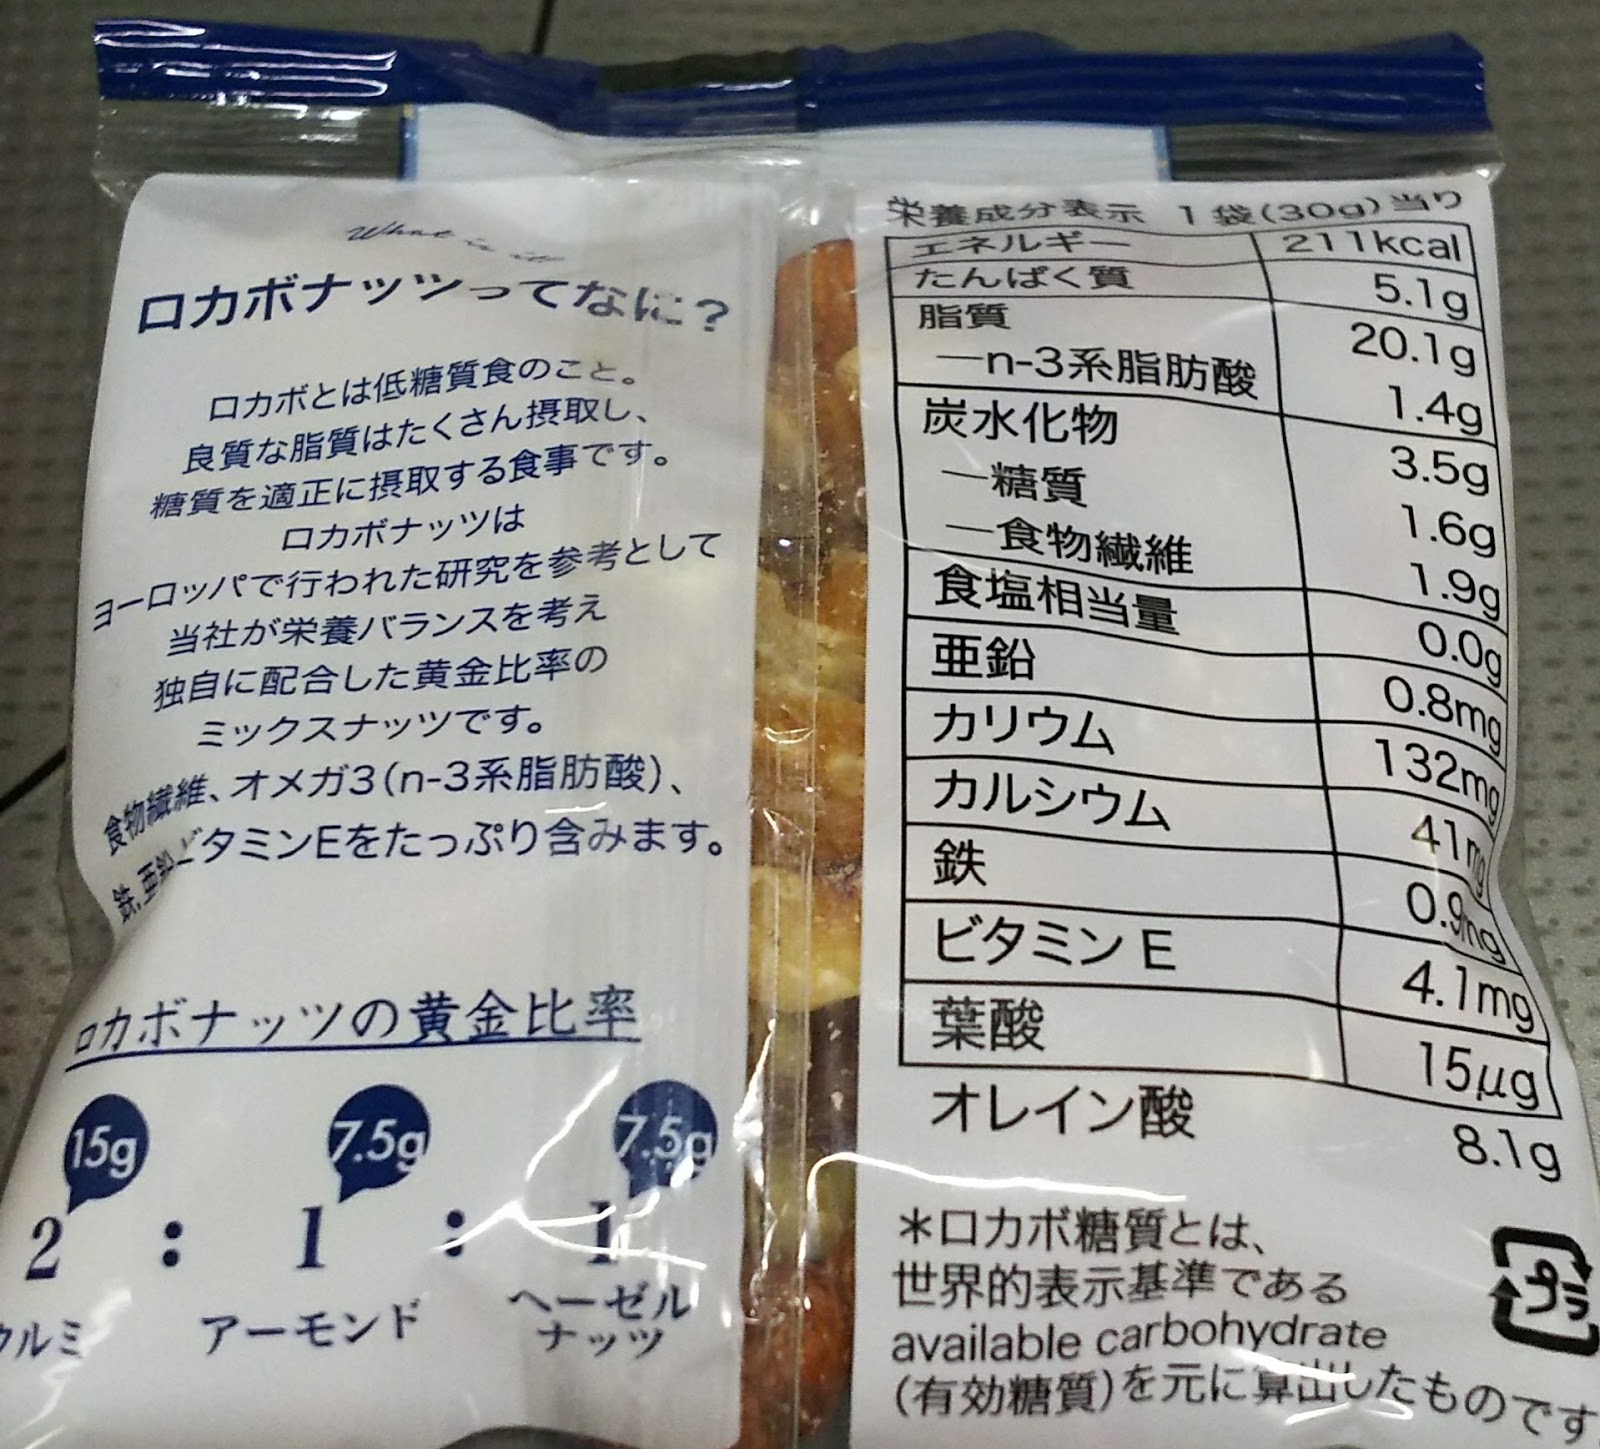 What is it
ロカボナッツってなに?
ロカボとは低糖質食のこと。
良質な脂質はたくさん摂取し、
糖質を適正に摂取する食事です。
ロカボナッツは
ヨーロッパで行われた研究を参考として
当社が栄養バランスを考え
独自に配合した黄金比率の
ミックスナッツです。
食物繊維、オメガ3(n-3系脂肪酸)、
鉄、亜鉛、ビタミンEをたっぷり含みます。
ロカボナッツの黄金比率
15g 7.5g 7.5g
2 : 1 : 1
クルミ アーモンド ヘーゼル
ナッツ
栄養成分表示 1袋(30g)当り
エネルギー 211kcal
たんぱく質 5.1g
脂質 20.1g
―n-3系脂肪酸 1.4g
炭水化物 3.5g
―糖質 1.6g
―食物繊維 1.9g
食塩相当量 0.0g
亜鉛 0.8mg
カリウム 132mg
カルシウム 41mg
鉄 0.9mg
ビタミンE 4.1mg
葉酸 15μg
オレイン酸 8.1g
＊ロカボ糖質とは、
世界的表示基準である
available carbohydrate
(有効糖質)を元に算出したものです
プラ